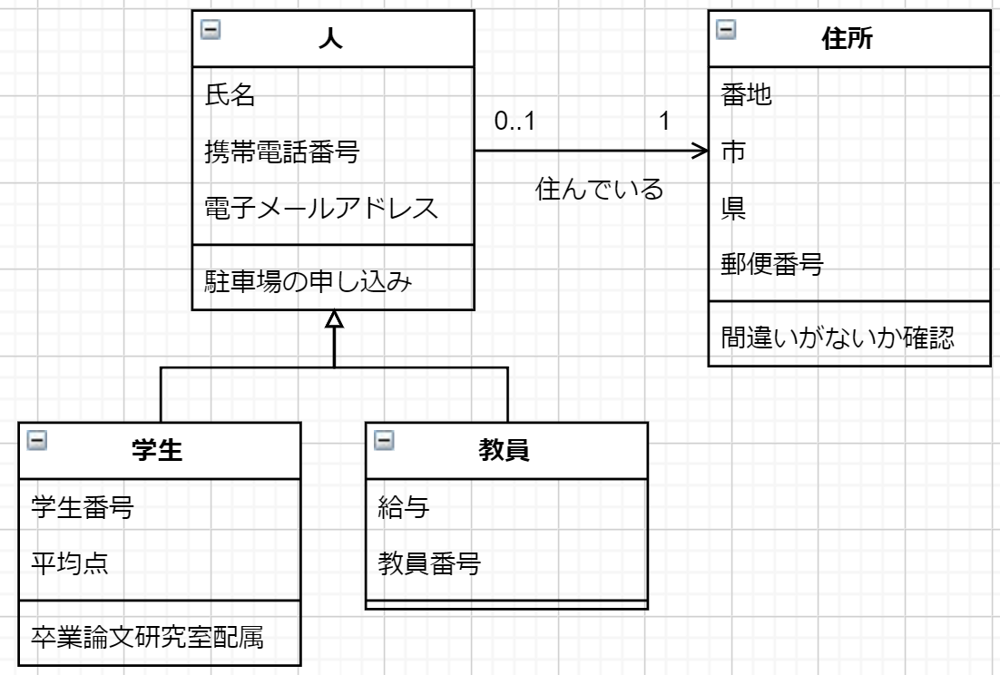 人
氏名
携帯電話番号
電子メールアドレス
駐車場の申し込み
0..1
1
住んでいる
住所
番地
市
県
郵便番号
間違いがないか確認
学生
学生番号
平均点
卒業論文研究室配属
教員
給与
教員番号